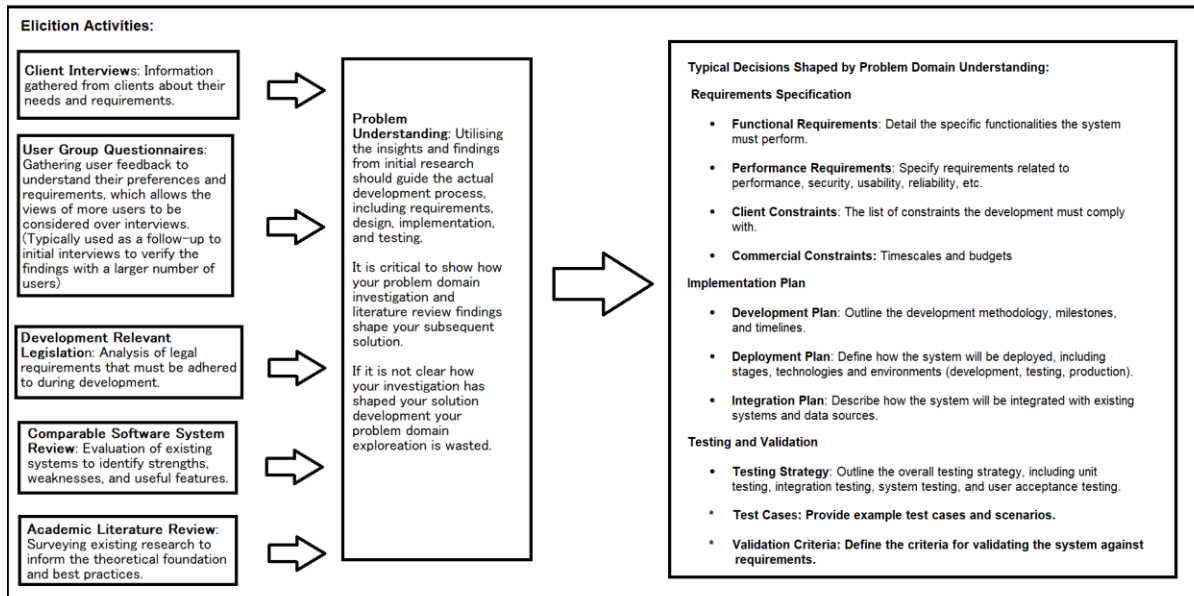 Elicition Activities:
Client Interviews: Information
gathered from clients about their
needs and requirements.
User Group Questionnaires:
Gathering user feedback to
understand their preferences and
requirements, which allows the
views of more users to be
considered over interviews.
(Typically used as a follow-up to
initial interviews to verify the
findings with a larger number of
users)
Development Relevant
Legislation: Analysis of legal
requirements that must be adhered
to during development.
Comparable Software System
Review: Evaluation of existing
systems to identify strengths,
weaknesses, and useful features.
Academic Literature Review:
Surveying existing research to
inform the theoretical foundation
and best practices.
Problem
Understanding: Utilising
the insights and findings
from initial research
should guide the actual
development process,
including requirements,
design, implementation,
and testing.
It is critical to show how
your problem domain
investigation and
literature review findings
shape your subsequent
solution.
If it is not clear how
your investigation has
shaped your solution
development your
problem domain
exploreation is wasted.
Typical Decisions Shaped by Problem Domain Understanding:
Requirements Specification
• Functional Requirements: Detail the specific functionalities the system
must perform.
• Performance Requirements: Specify requirements related to
performance, security, usability, reliability, etc.
• Client Constraints: The list of constraints the development must comply
with.
• Commercial Constraints: Timescales and budgets
Implementation Plan
• Development Plan: Outline the development methodology, milestones,
and timelines.
• Deployment Plan: Define how the system will be deployed, including
stages, technologies and environments (development, testing, production).
• Integration Plan: Describe how the system will be integrated with existing
systems and data sources.
Testing and Validation
• Testing Strategy: Outline the overall testing strategy, including unit
testing, integration testing, system testing, and user acceptance testing.
* Test Cases: Provide example test cases and scenarios.
* Validation Criteria: Define the criteria for validating the system against
requirements.